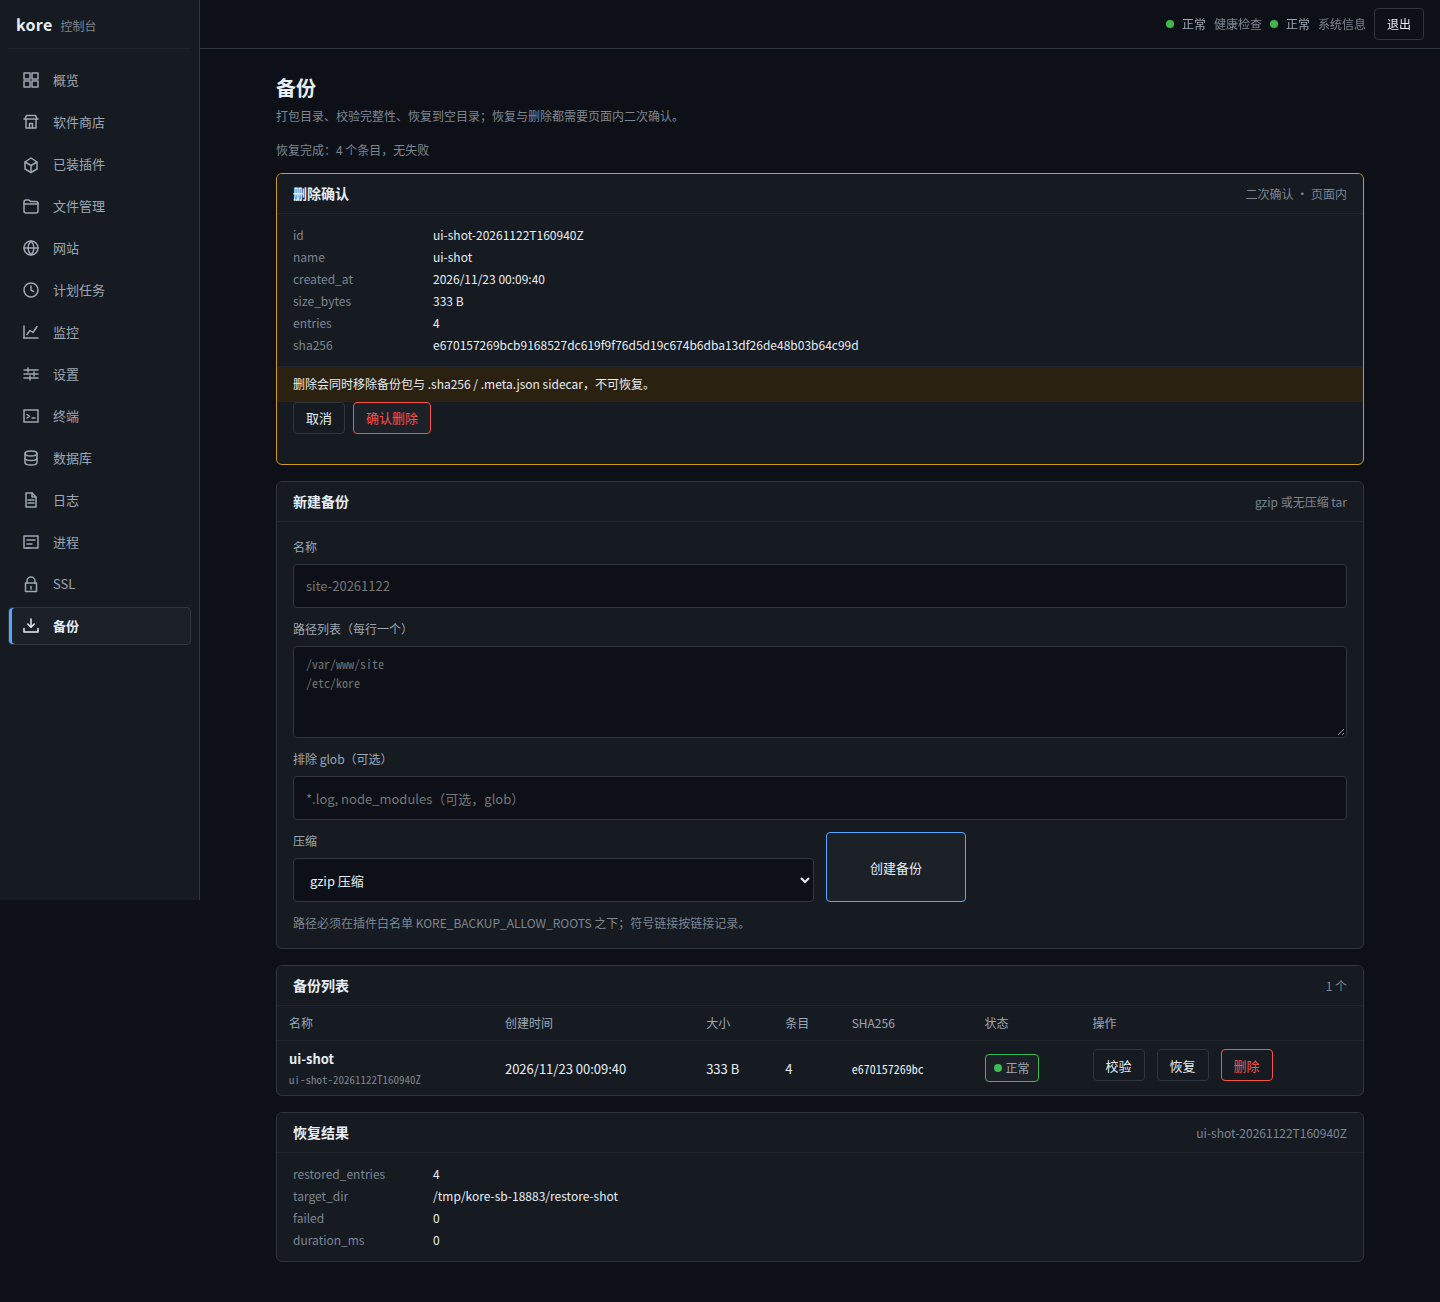 kore 控制台
正常 健康检查 正常 系统信息 退出
概览
软件商店
已装插件
文件管理
网站
计划任务
监控
设置
终端
数据库
日志
进程
SSL
备份
备份
打包目录、校验完整性、恢复到空目录；恢复与删除都需要页面内二次确认。
恢复完成：4 个条目，无失败
删除确认 二次确认 · 页面内
id ui-shot-20261122T160940Z
name ui-shot
created_at 2026/11/23 00:09:40
size_bytes 333 B
entries 4
sha256 e670157269bcb9168527dc619f9f76d5d19c674b6dba13df26de48b03b64c99d
删除会同时移除备份包与 .sha256 / .meta.json sidecar，不可恢复。
取消 确认删除
新建备份 gzip 或无压缩 tar
名称
site-20261122
路径列表（每行一个）
/var/www/site
/etc/kore
排除 glob（可选）
*.log, node_modules（可选，glob）
压缩
gzip 压缩 创建备份
路径必须在插件白名单 KORE_BACKUP_ALLOW_ROOTS 之下；符号链接按链接记录。
备份列表 1 个
名称 创建时间 大小 条目 SHA256 状态 操作
ui-shot 2026/11/23 00:09:40 333 B 4 e670157269bc 正常 校验 恢复 删除
ui-shot-20261122T160940Z
恢复结果 ui-shot-20261122T160940Z
restored_entries 4
target_dir /tmp/kore-sb-18883/restore-shot
failed 0
duration_ms 0